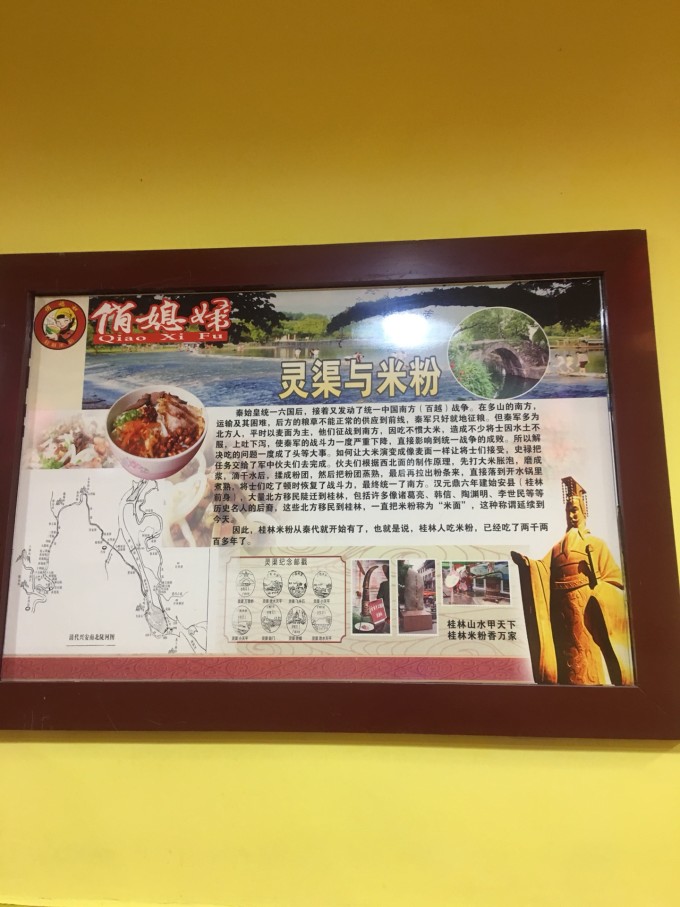 俏媳妇
Qiao Xi Fu
灵渠与米粉
秦始皇统一六国后，接着又发动了统一中国南方（百越）战争。在多山的南方，
运输及其困难，后方的粮草不能正常的供应到前线，秦军只好就地征粮。但秦军多为
北方人，平时以麦面为主，他们征战到南方，因吃不惯大米，造成不少将士因水土不
服，上吐下泻，使秦军的战斗力一度严重下降，直接影响到统一战争的成败。所以解
决吃的问题一度成了头等大事。如何让大米演变成像麦面一样让将士们接受，史禄把
任务交给了军中伙夫们去完成。伙夫们根据西北面的制作原理，先打大米胀泡，磨成
浆，滴干水后，揉成粉团，然后把粉团蒸熟，最后再拉出粉条来，直接落到开水锅里
煮熟，将士们吃了顿时恢复了战斗力，最终统一了南方。汉元鼎六年建始安县（桂林
前身），大量北方移民陡迁到桂林，包括许多像诸葛亮、韩信、陶渊明、李世民等等
历史名人的后裔，这些北方移民到桂林，一直把米粉称为“米面”，这种称谓延续到
今天。
因此，桂林米粉从秦代就开始有了，也就是说，桂林人吃米粉，已经吃了两千两
百多年了。
灵渠纪念邮戳
清代兴安南北陡河图
桂林山水甲天下
桂林米粉香万家